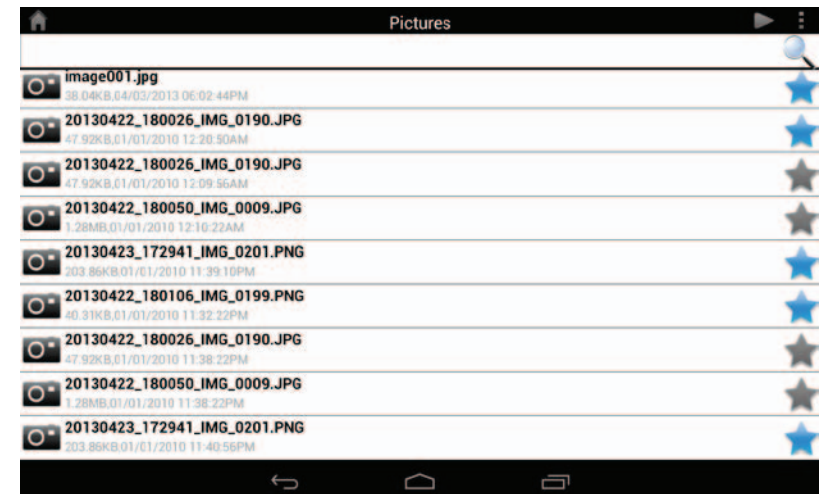 Pictures
image001.jpg
38.04KB,04/03/2013 06:02:44PM
20130422_180026_IMG_0190.JPG
47.92KB,01/01/2010 12:20:50AM
20130422_180026_IMG_0190.JPG
47.92KB,01/01/2010 12:09:56AM
20130422_180050_IMG_0009.JPG
1.28MB,01/01/2010 12:10:22AM
20130423_172941_IMG_0201.PNG
203.86KB,01/01/2010 11:39:10PM
20130422_180106_IMG_0199.PNG
40.31KB,01/01/2010 11:32:22PM
20130422_180026_IMG_0190.JPG
47.92KB,01/01/2010 11:38:22PM
20130422_180050_IMG_0009.JPG
1.28MB,01/01/2010 11:38:22PM
20130423_172941_IMG_0201.PNG
203.86KB,01/01/2010 11:40:56PM